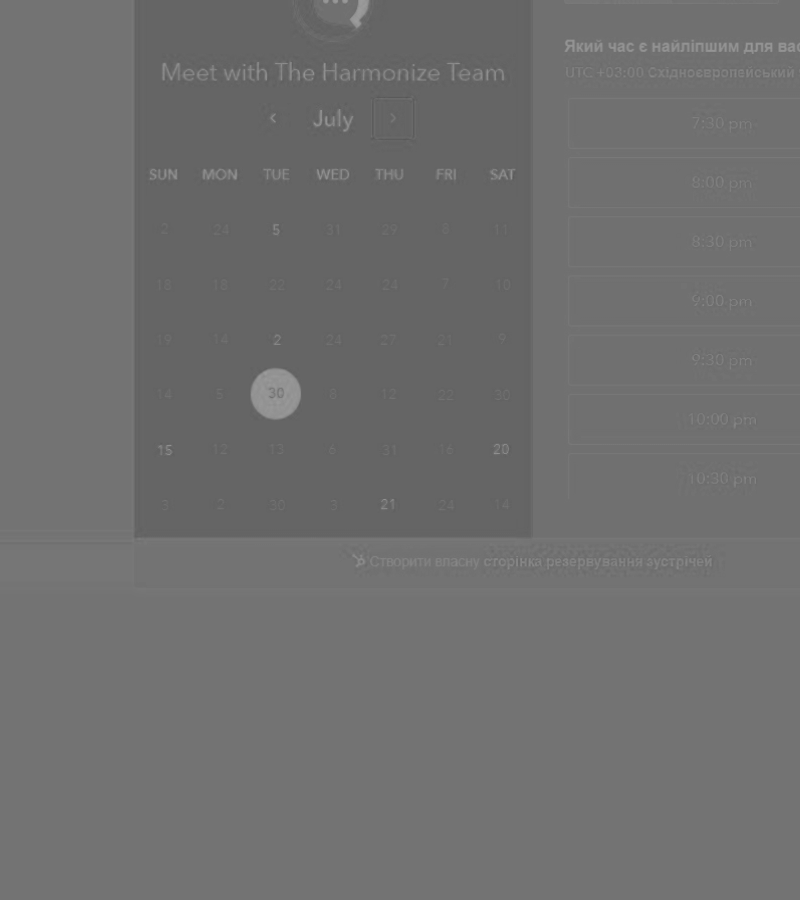 Meet with The Harmonize Team
July
SUN MON TUE WED THU FRI SAT
2 24 5 31 29 8 11
18 18 22 24 24 7 10
19 14 2 24 27 21 9
14 5 30 8 12 22 30
15 12 13 6 31 16 20
3 2 30 3 21 24 14
Який час є найліпшим для вас
UTC +03:00 Східноєвропейський
7:30 pm
8:00 pm
8:30 pm
9:00 pm
9:30 pm
10:00 pm
10:30 pm
Створити власну сторінка резервування зустрічей